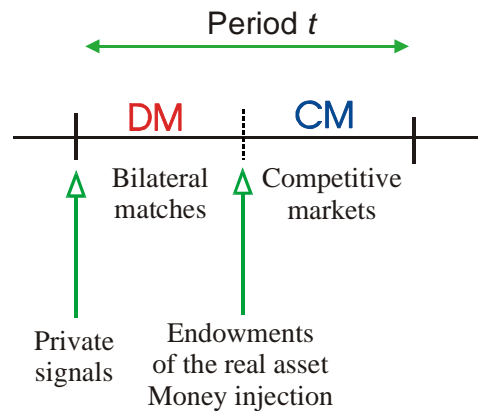 Period t
DM
CM
Bilateral
matches
Competitive
markets
Private
signals
Endowments
of the real asset
Money injection